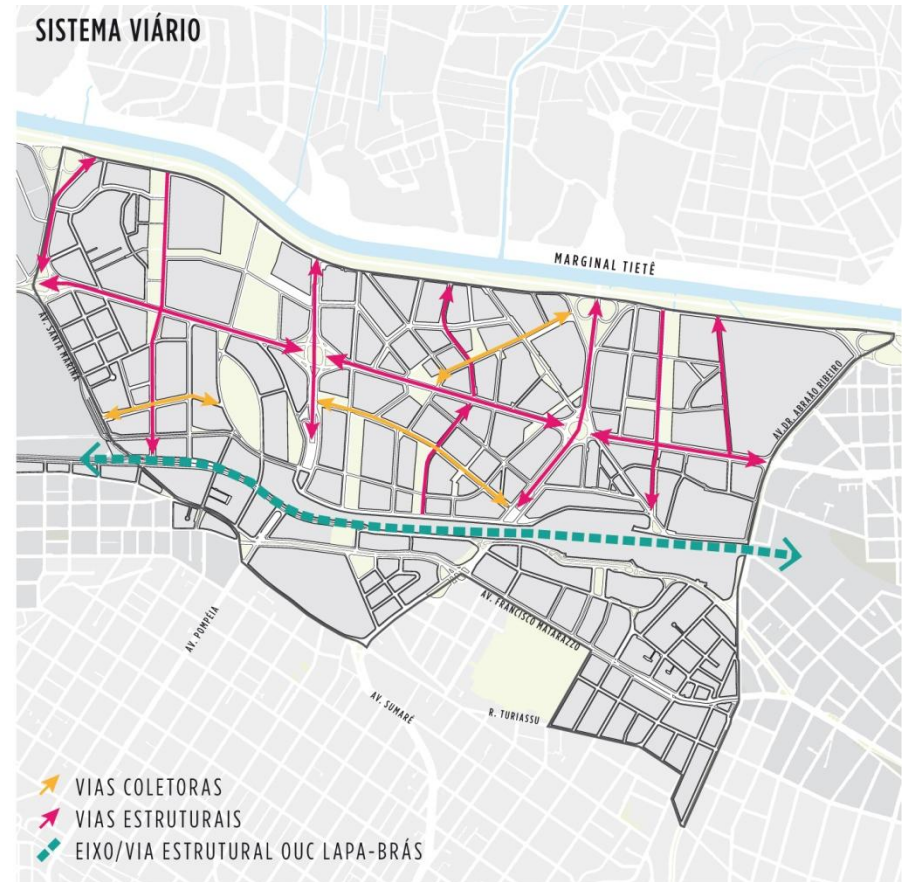 SISTEMA VIÁRIO
MARGINAL TIETÊ
AV. SANTA MARINA
AV. DR. ABRAÃO RIBEIRO
AV. FRANCISCO MATARAZZO
AV. POMPÉIA
AV. SUMARÉ
R. TURIASSU
VIAS COLETORAS
VIAS ESTRUTURAIS
EIXO/VIA ESTRUTURAL OUC LAPA-BRÁS